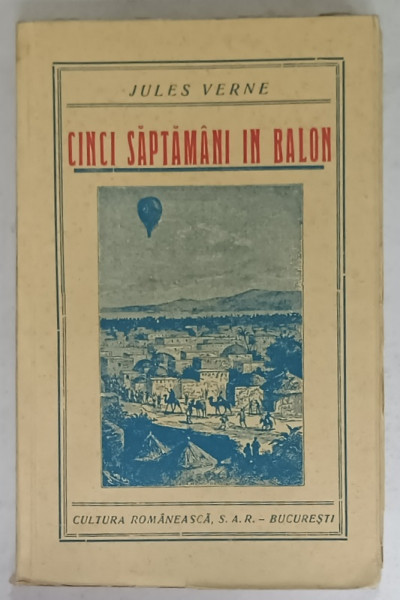 JULES VERNE
CINCI SĂPTĂMÂNI IN BALON
CULTURA ROMÂNEASCĂ, S. A. R. – BUCUREȘTI